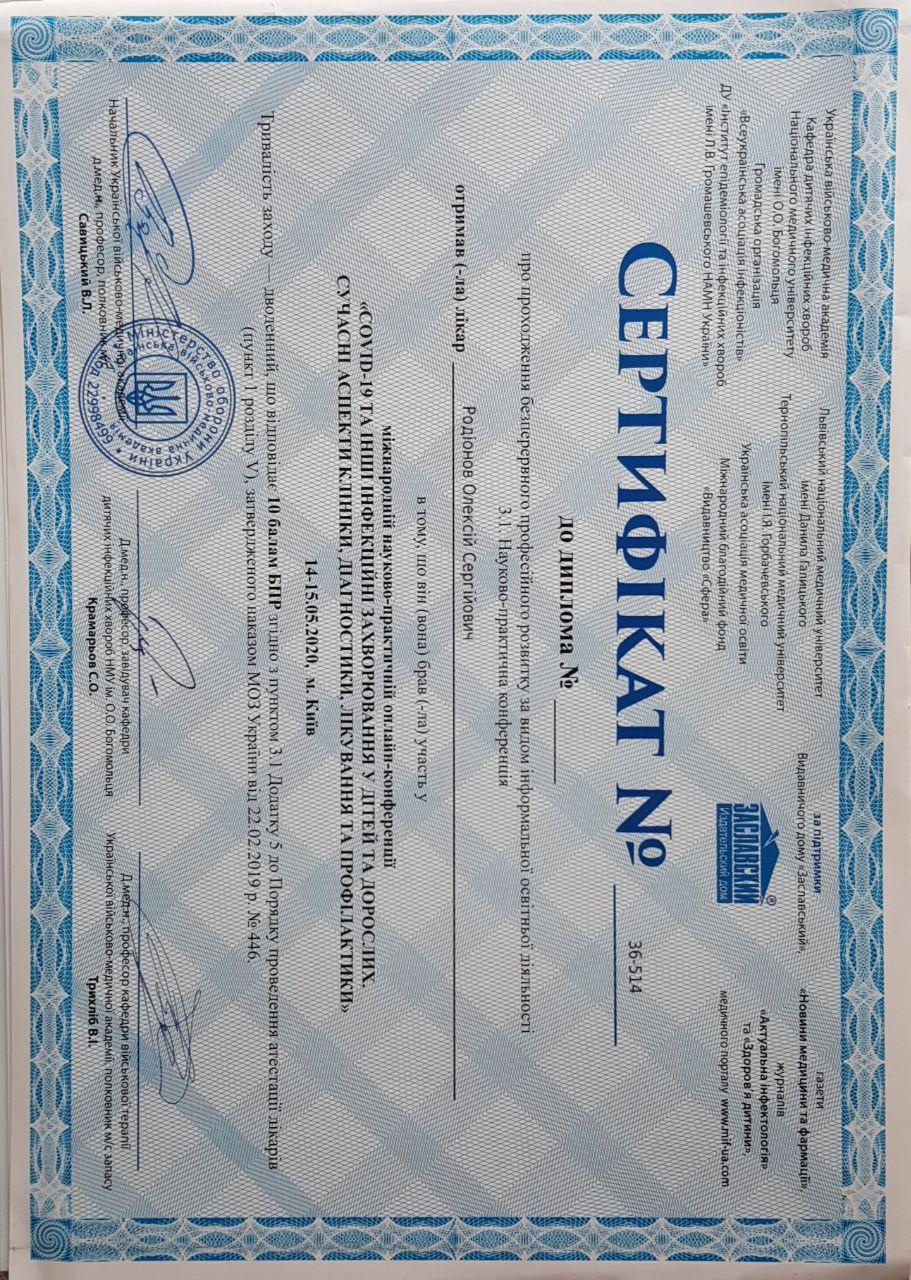 Українська військово-медична академія
Кафедра дитячих інфекційних хвороб
Національного медичного університету
імені О.О. Богомольця
Громадська організація
«Всеукраїнська асоціація інфекціоністів»
ДУ «Інститут епідеміології та інфекційних хвороб
імені Л.В. Громашевського НАМН України»
Львівський національний медичний університет
імені Данила Галицького
Тернопільський національний медичний університет
імені І.Я. Горбачевського
Українська асоціація медичної освіти
Міжнародний благодійний фонд
«Видавництво «Сфера»
за підтримки
Видавничого дому «Заславський»,
ЗАСЛАВСКИЙ
®
ИЗДАТЕЛЬСКИЙ ДОМ
газети
«Новини медицини та фармації»,
журналів
«Актуальна інфектологія»
та «Здоров'я дитини»,
медичного порталу www.mif-ua.com
СЕРТИФІКАТ № 36-514
до диплома №
про проходження безперервного професійного розвитку за видом інформальної освітньої діяльності
3.1. Науково-практична конференція
отримав (-ла) лікар Родіонов Олексій Сергійович
в тому, що він (вона) брав (-ла) участь у
міжнародній науково-практичній онлайн-конференції
«COVID-19 ТА ІНШІ ІНФЕКЦІЙНІ ЗАХВОРЮВАННЯ У ДІТЕЙ ТА ДОРОСЛИХ.
СУЧАСНІ АСПЕКТИ КЛІНІКИ, ДІАГНОСТИКИ, ЛІКУВАННЯ ТА ПРОФІЛАКТИКИ»
14-15.05.2020, м. Київ
Тривалість заходу — дводенний, що відповідає 10 балам БПР згідно з пунктом 3.1 Додатку 5 до Порядку проведення атестації лікарів
(пункт 1 розділу V), затвердженого наказом МОЗ України від 22.02.2019 р. № 446.
Начальник Української військово-медичної академії
д.мед.н., професор, полковник м/с
Савицький В.Л.
Міністерство оборони України
Українська військово-медична академія
код 22998499
Д.мед.н., професор, завідувач кафедри
дитячих інфекційних хвороб НМУ ім. О.О. Богомольця
Крамарьов С.О.
Д.мед.н., професор кафедри військової терапії
Української військово-медичної академії, полковник м/с запасу
Трихліб В.І.